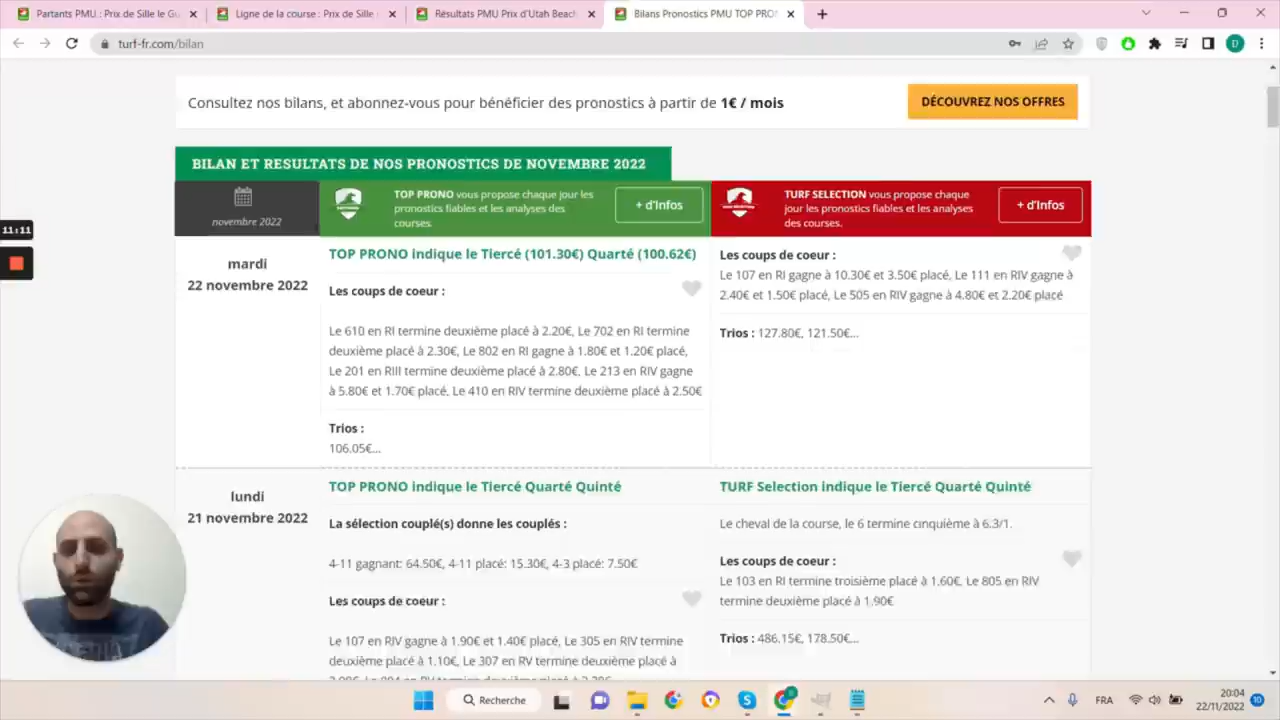 Partants PMU : Prix de Sille le Gu
Ligne de la course : Prix de Sille
Résultats PMU Prix d'Utah Beach
Bilans Pronostics PMU TOP PRON
turf-fr.com/bilan
D
Consultez nos bilans, et abonnez-vous pour bénéficier des pronostics à partir de 1€ / mois
DÉCOUVREZ NOS OFFRES
BILAN ET RESULTATS DE NOS PRONOSTICS DE NOVEMBRE 2022
novembre 2022
TOP PRONO vous propose chaque jour les
pronostics fiables et les analyses des
courses.
+ d'Infos
TURF SELECTION vous propose chaque
jour les pronostics fiables et les analyses
des courses.
+ d'Infos
11:11
mardi
22 novembre 2022
TOP PRONO indique le Tiercé (101.30€) Quarté (100.62€)
Les coups de coeur :
Le 610 en RI termine deuxième placé à 2.20€, Le 702 en RI termine
deuxième placé à 2.30€, Le 802 en RI gagne à 1.80€ et 1.20€ placé,
Le 201 en RIII termine deuxième placé à 2.80€, Le 213 en RIV gagne
à 5.80€ et 1.70€ placé, Le 410 en RIV termine deuxième placé à 2.50€
Trios :
106.05€...
Les coups de coeur :
Le 107 en RI gagne à 10.30€ et 3.50€ placé, Le 111 en RIV gagne à
2.40€ et 1.50€ placé, Le 505 en RIV gagne à 4.80€ et 2.20€ placé
Trios : 127.80€, 121.50€...
lundi
21 novembre 2022
TOP PRONO indique le Tiercé Quarté Quinté
La sélection couplé(s) donne les couplés :
4-11 gagnant: 64.50€, 4-11 placé: 15.30€, 4-3 placé: 7.50€
Les coups de coeur :
Le 107 en RIV gagne à 1.90€ et 1.40€ placé, Le 305 en RIV termine
deuxième placé à 1.10€, Le 307 en RV termine deuxième placé à
TURF Selection indique le Tiercé Quarté Quinté
Le cheval de la course, le 6 termine cinquième à 6.3/1.
Les coups de coeur :
Le 103 en RI termine troisième placé à 1.60€, Le 805 en RIV
termine deuxième placé à 1.90€
Trios : 486.15€, 178.50€...
Recherche
FRA
20:04
22/11/2022
10